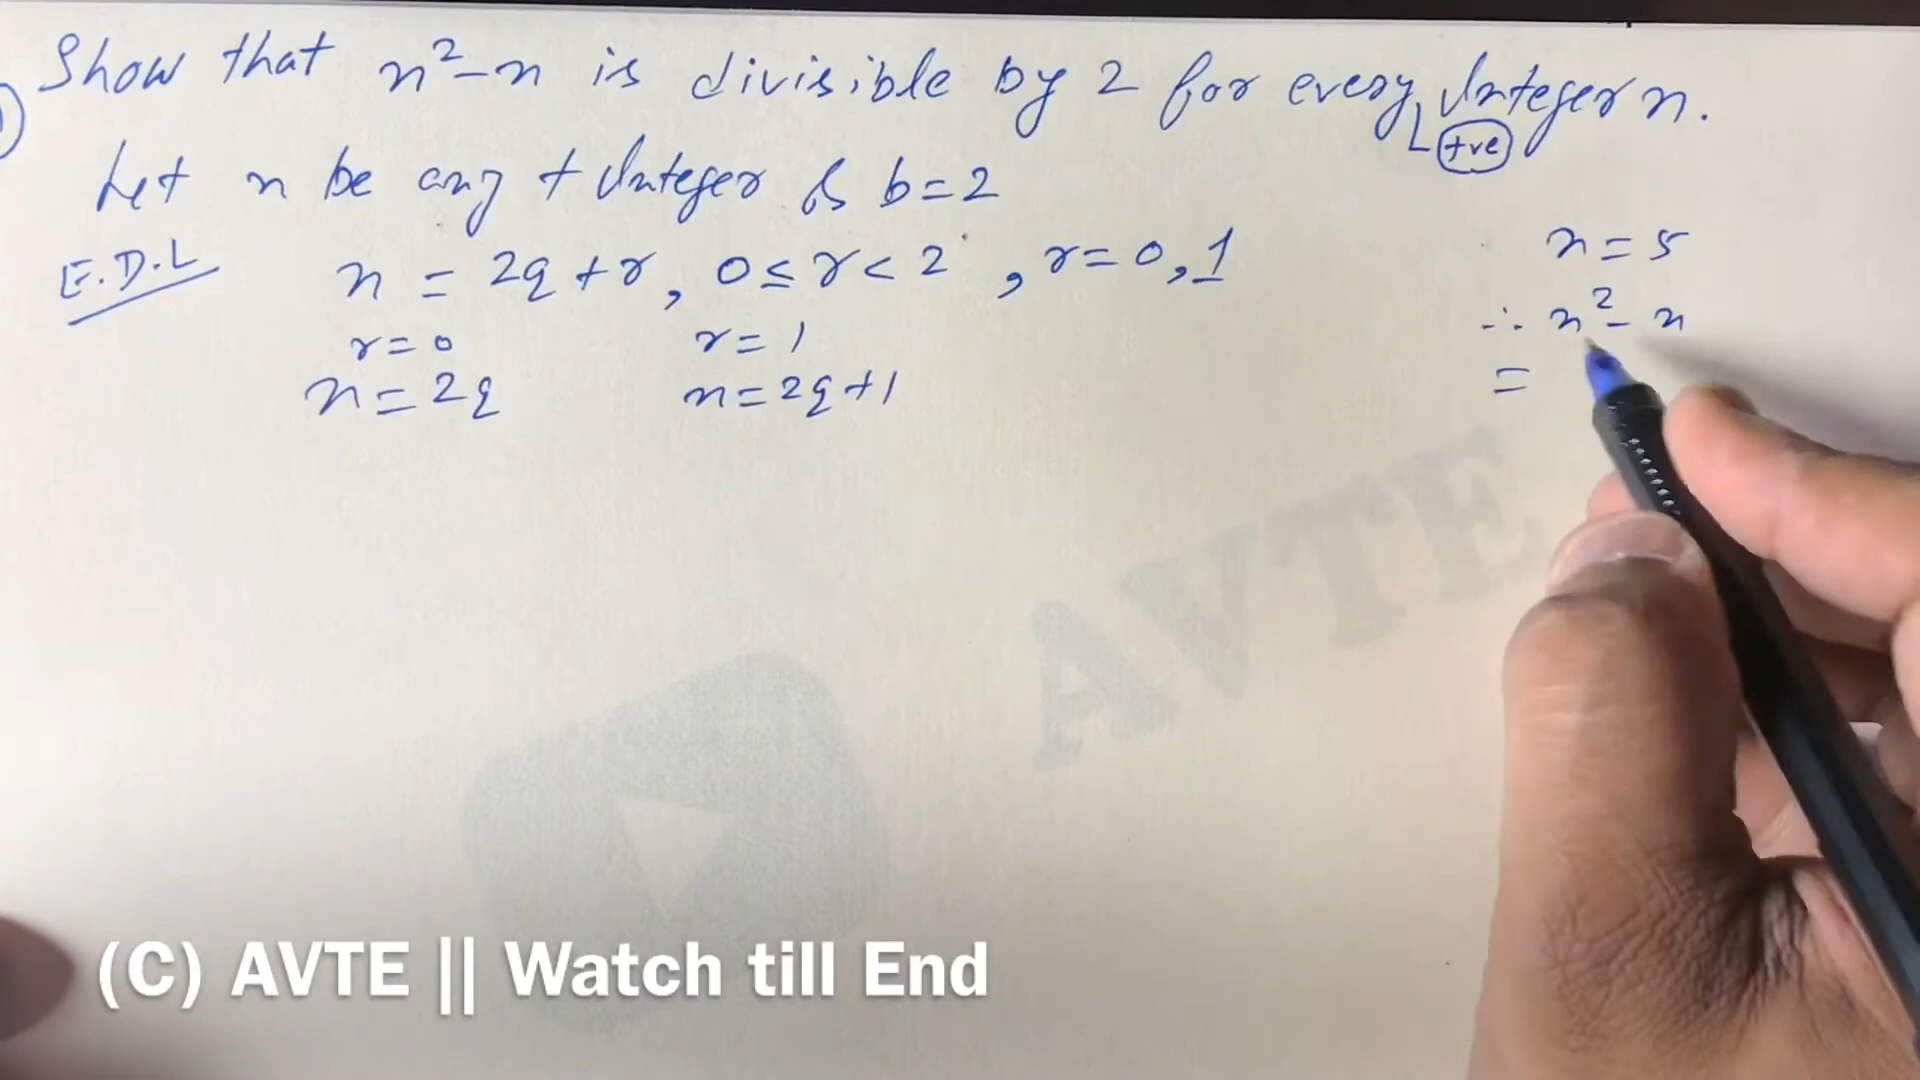 Show that n²-n is divisible by 2 for every Integer n.
+ve
Let n be any + Integer & b=2
E.D.L n = 2q+r, 0≤r<2, r=0,1
r=0 r=1
n=2q n=2q+1
n=5
∴ n²-n
=
AVTE
(C) AVTE || Watch till End